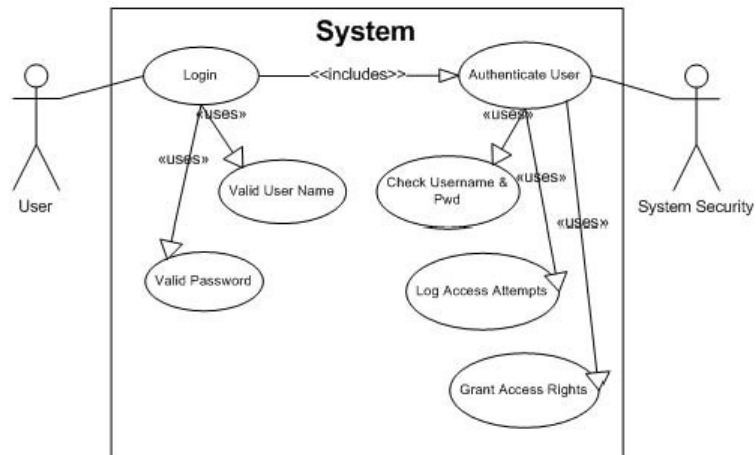 System
Login
<<includes>>
Authenticate User
«uses»
«uses»
«uses»
«uses»
«uses»
Valid User Name
Check Username &
Pwd
User
System Security
Valid Password
Log Access Attempts
Grant Access Rights